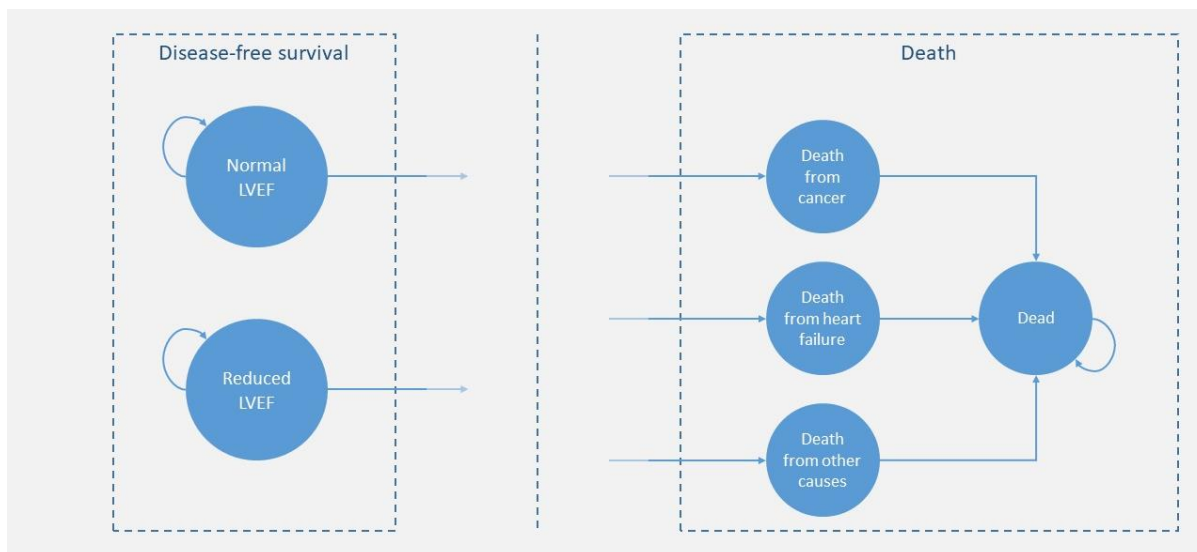 Disease-free survival
Normal
LVEF
Reduced
LVEF
Death
Death
from
cancer
Death
from heart
failure
Death
from other
causes
Dead